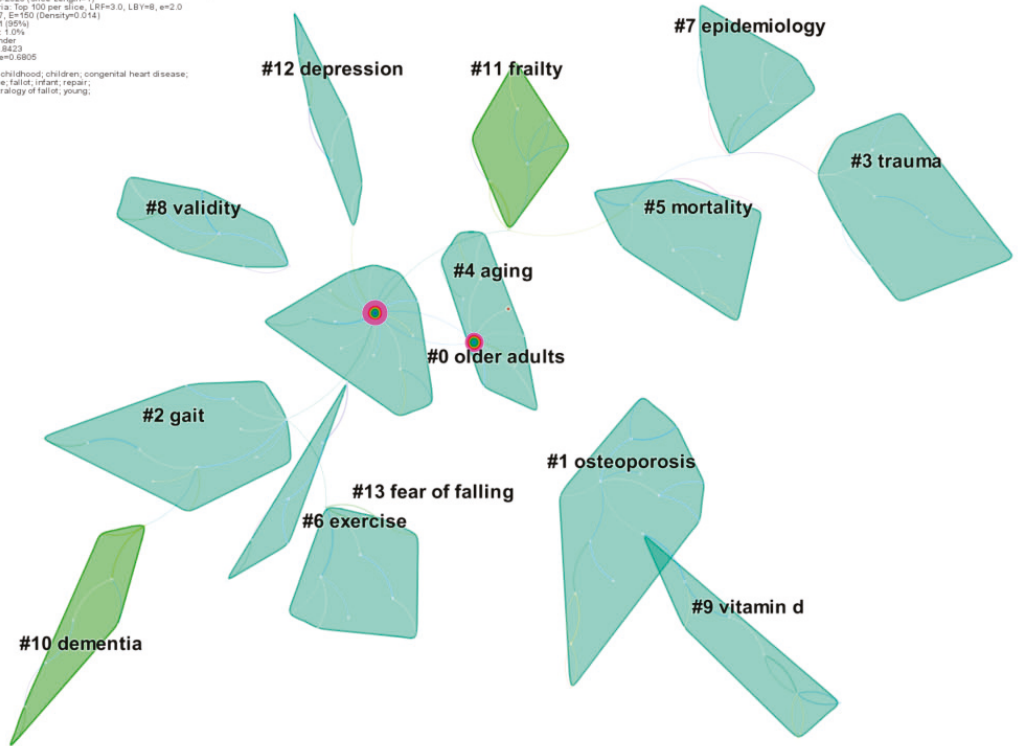 ria: Top 100 per slice, LRF=3.0, LBY=8, e=2.0
7, E=150 (Density=0.014)
(95%)
1.0%
nder
.8423
e=0.6805
childhood; children; congenital heart disease;
e; fallot; infant; repair;
ralogy of fallot; young;
#7 epidemiology
#12 depression
#11 frailty
#3 trauma
#8 validity
#5 mortality
#4 aging
#0 older adults
#2 gait
#1 osteoporosis
#13 fear of falling
#6 exercise
#9 vitamin d
#10 dementia